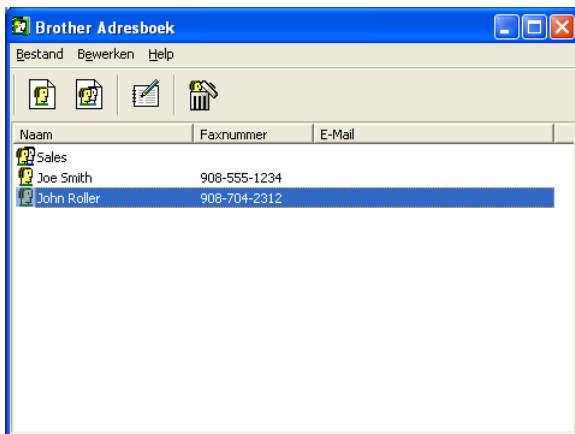 Brother Adresboek
Bestand Bewerken Help
Naam Faxnummer E-Mail
Sales
Joe Smith 908-555-1234
John Roller 908-704-2312